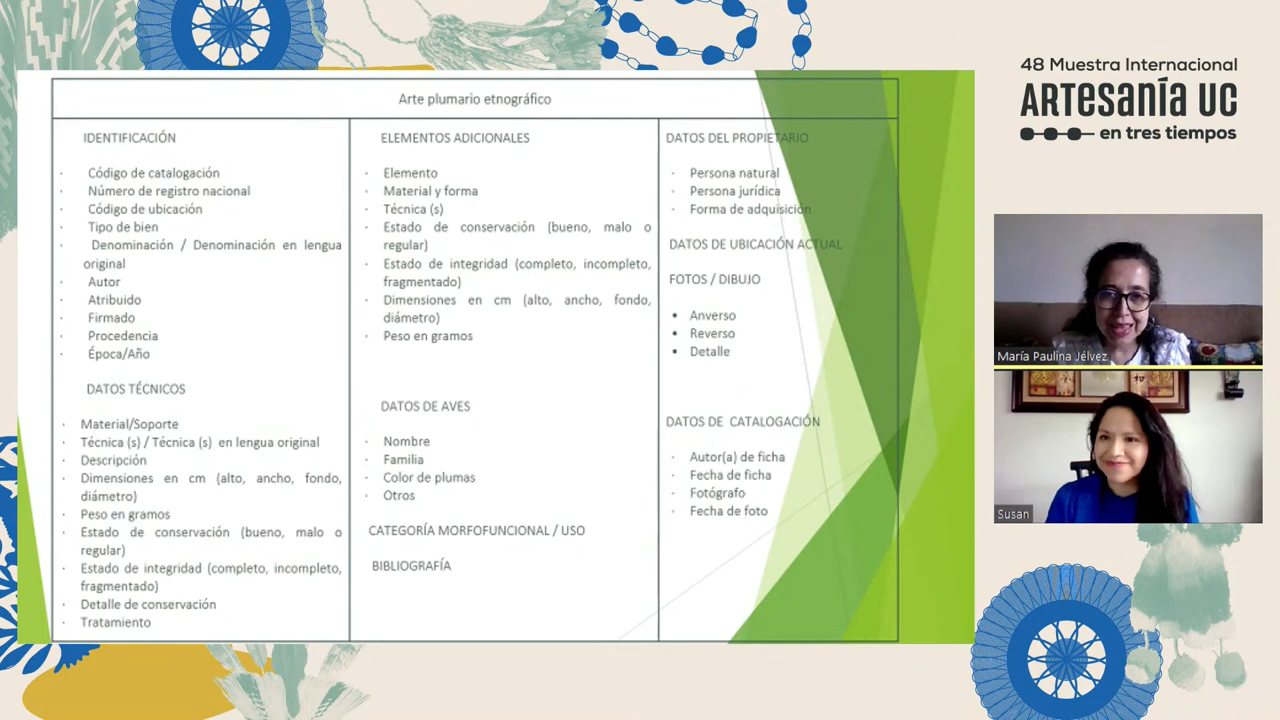 Arte plumario etnográfico
IDENTIFICACIÓN
· Código de catalogación
· Número de registro nacional
· Código de ubicación
· Tipo de bien
· Denominación / Denominación en lengua
original
· Autor
· Atribuido
· Firmado
· Procedencia
· Época/Año
DATOS TÉCNICOS
· Material/Soporte
· Técnica (s) / Técnica (s) en lengua original
· Descripción
· Dimensiones en cm (alto, ancho, fondo,
diámetro)
· Peso en gramos
· Estado de conservación (bueno, malo o
regular)
· Estado de integridad (completo, incompleto,
fragmentado)
· Detalle de conservación
· Tratamiento
ELEMENTOS ADICIONALES
· Elemento
· Material y forma
· Técnica (s)
· Estado de conservación (bueno, malo o
regular)
· Estado de integridad (completo, incompleto,
fragmentado)
· Dimensiones en cm (alto, ancho, fondo,
diámetro)
· Peso en gramos
DATOS DE AVES
· Nombre
· Familia
· Color de plumas
· Otros
CATEGORÍA MORFOFUNCIONAL / USO
BIBLIOGRAFÍA
DATOS DEL PROPIETARIO
· Persona natural
· Persona jurídica
· Forma de adquisición
DATOS DE UBICACIÓN ACTUAL
FOTOS / DIBUJO
• Anverso
• Reverso
• Detalle
DATOS DE CATALOGACIÓN
· Autor(a) de ficha
· Fecha de ficha
· Fotógrafo
· Fecha de foto
48 Muestra Internacional
ARTesanía UC
en tres tiempos
María Paulina Jélvez
Susan